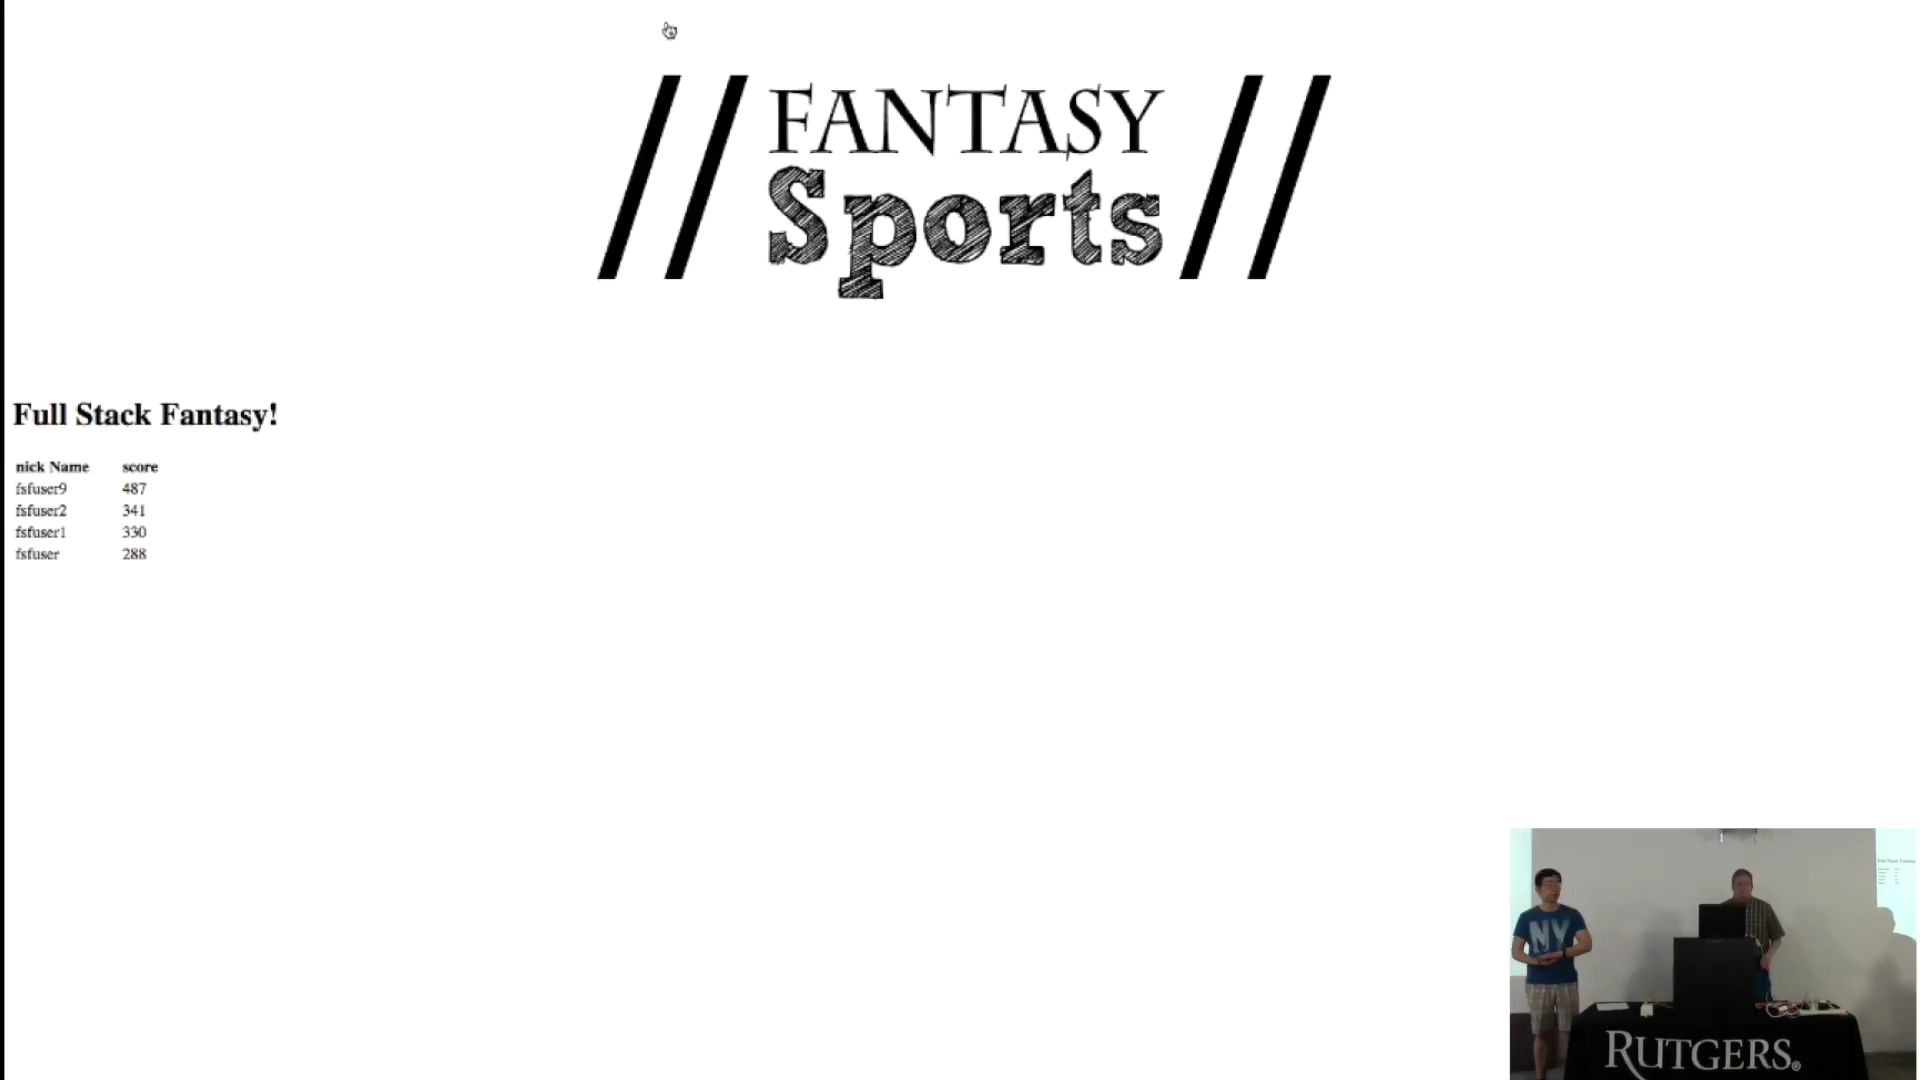 // FANTASY //
Sports
Full Stack Fantasy!
nick Name score
fsfuser9 487
fsfuser2 341
fsfuser1 330
fsfuser 288
NY
RUTGERS®